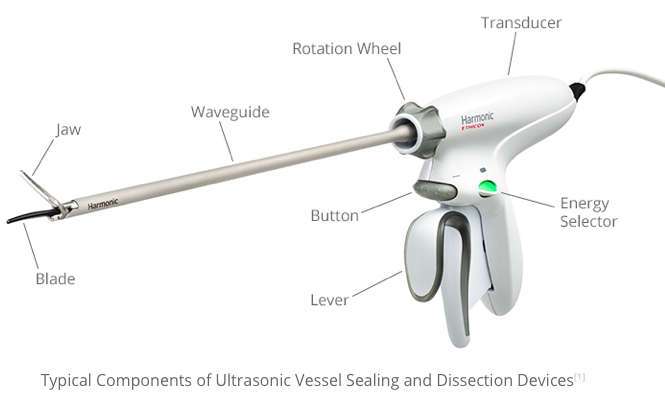 Transducer
Rotation Wheel
Waveguide
Jaw
Harmonic
ETHICON
Harmonic
Button
Energy
Selector
Blade
Lever
Typical Components of Ultrasonic Vessel Sealing and Dissection Devices[1]